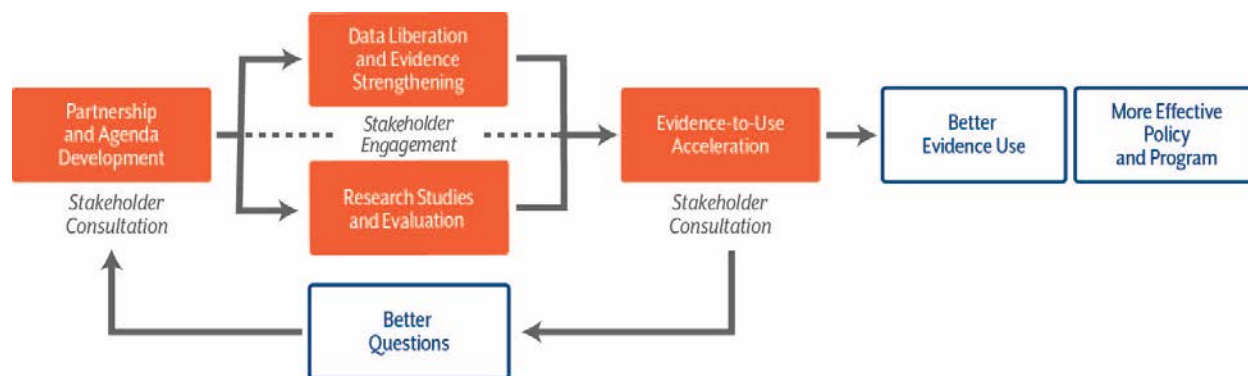 Partnership
and Agenda
Development
Stakeholder
Consultation
Data Liberation
and Evidence
Strengthening
Stakeholder
Engagement
Research Studies
and Evaluation
Evidence-to-Use
Acceleration
Stakeholder
Consultation
Better
Evidence Use
More Effective
Policy
and Program
Better
Questions